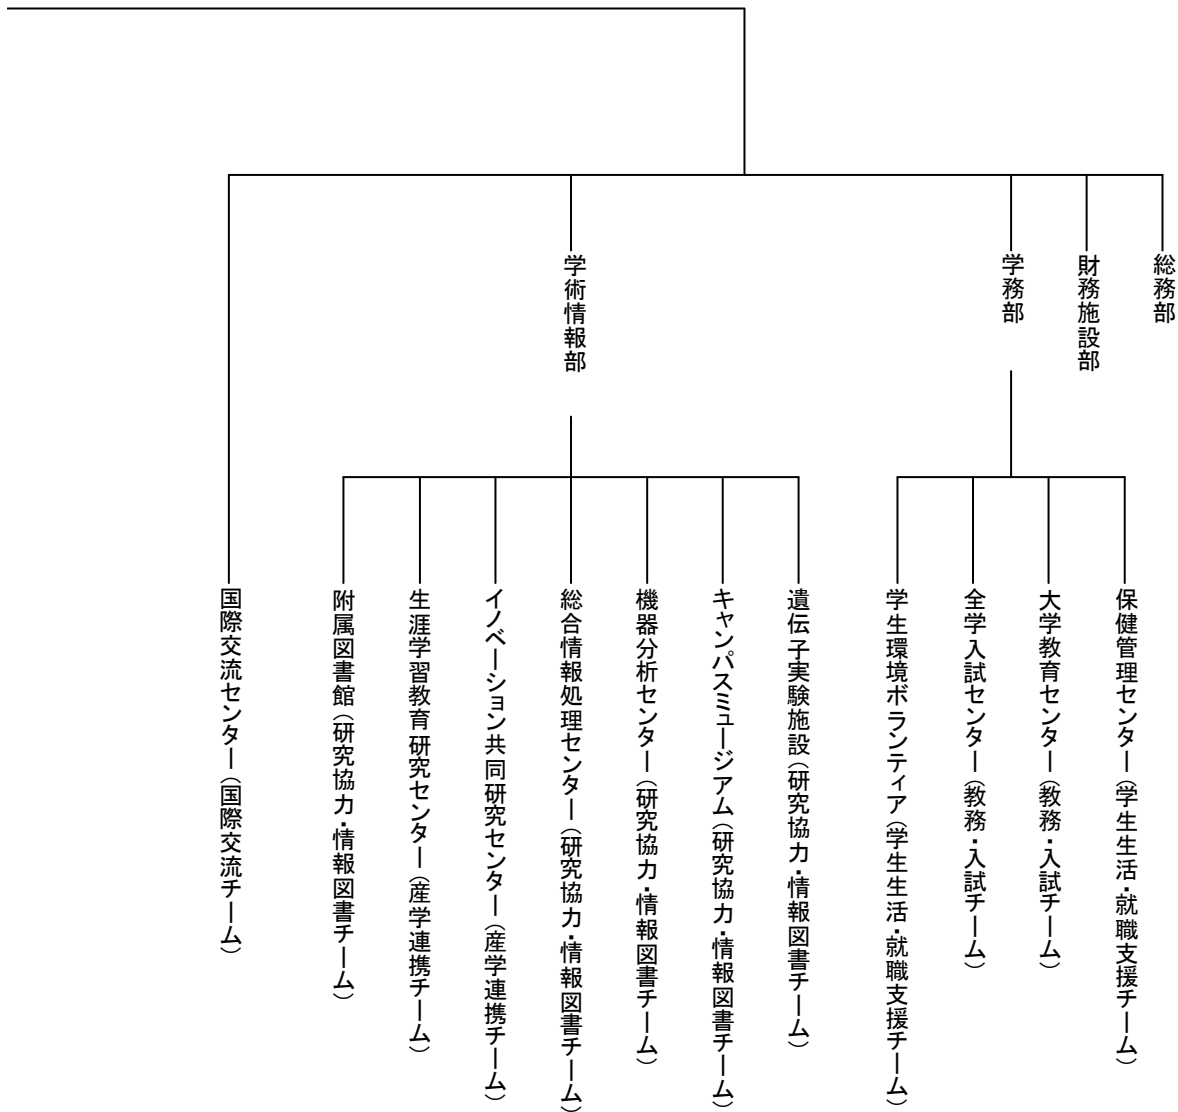 総務部
財務施設部
学務部
学術情報部
保健管理センター(学生生活・就職支援チーム)
大学教育センター(教務・入試チーム)
全学入試センター(教務・入試チーム)
学生環境ボランティア(学生生活・就職支援チーム)
遺伝子実験施設(研究協力・情報図書チーム)
キャンパスミュージアム(研究協力・情報図書チーム)
機器分析センター(研究協力・情報図書チーム)
総合情報処理センター(研究協力・情報図書チーム)
イノベーション共同研究センター(産学連携チーム)
生涯学習教育研究センター(産学連携チーム)
附属図書館(研究協力・情報図書チーム)
国際交流センター(国際交流チーム)